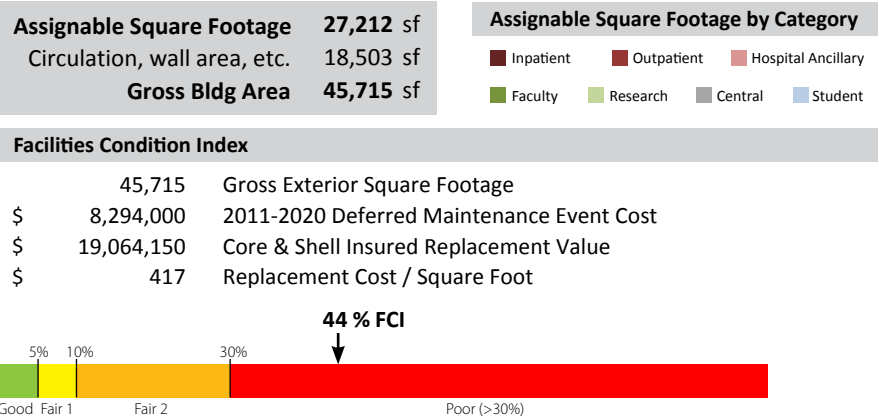 Assignable Square Footage 27,212 sf
Circulation, wall area, etc. 18,503 sf
Gross Bldg Area 45,715 sf
Assignable Square Footage by Category
Inpatient Outpatient Hospital Ancillary
Faculty Research Central Student
Facilities Condition Index
45,715 Gross Exterior Square Footage
$ 8,294,000 2011-2020 Deferred Maintenance Event Cost
$ 19,064,150 Core & Shell Insured Replacement Value
$ 417 Replacement Cost / Square Foot
44 % FCI
5% 10% 30%
Good Fair 1 Fair 2 Poor (>30%)